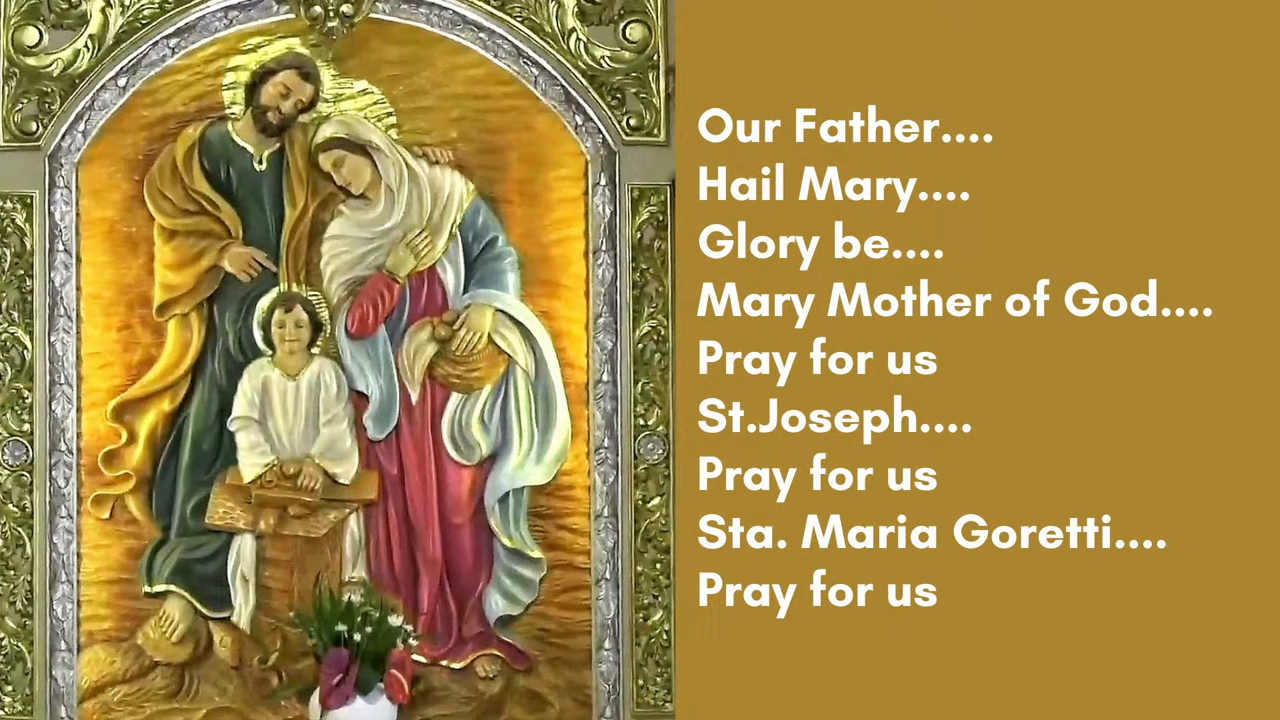 Our Father....
Hail Mary....
Glory be....
Mary Mother of God....
Pray for us
St.Joseph....
Pray for us
Sta. Maria Goretti....
Pray for us